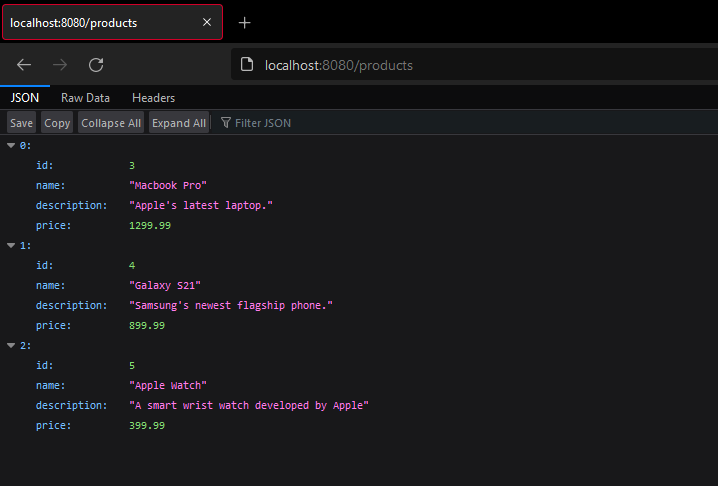 localhost:8080/products
localhost:8080/products
JSON Raw Data Headers
Save Copy Collapse All Expand All Filter JSON
0:
id: 3
name: "Macbook Pro"
description: "Apple's latest laptop."
price: 1299.99
1:
id: 4
name: "Galaxy S21"
description: "Samsung's newest flagship phone."
price: 899.99
2:
id: 5
name: "Apple Watch"
description: "A smart wrist watch developed by Apple"
price: 399.99